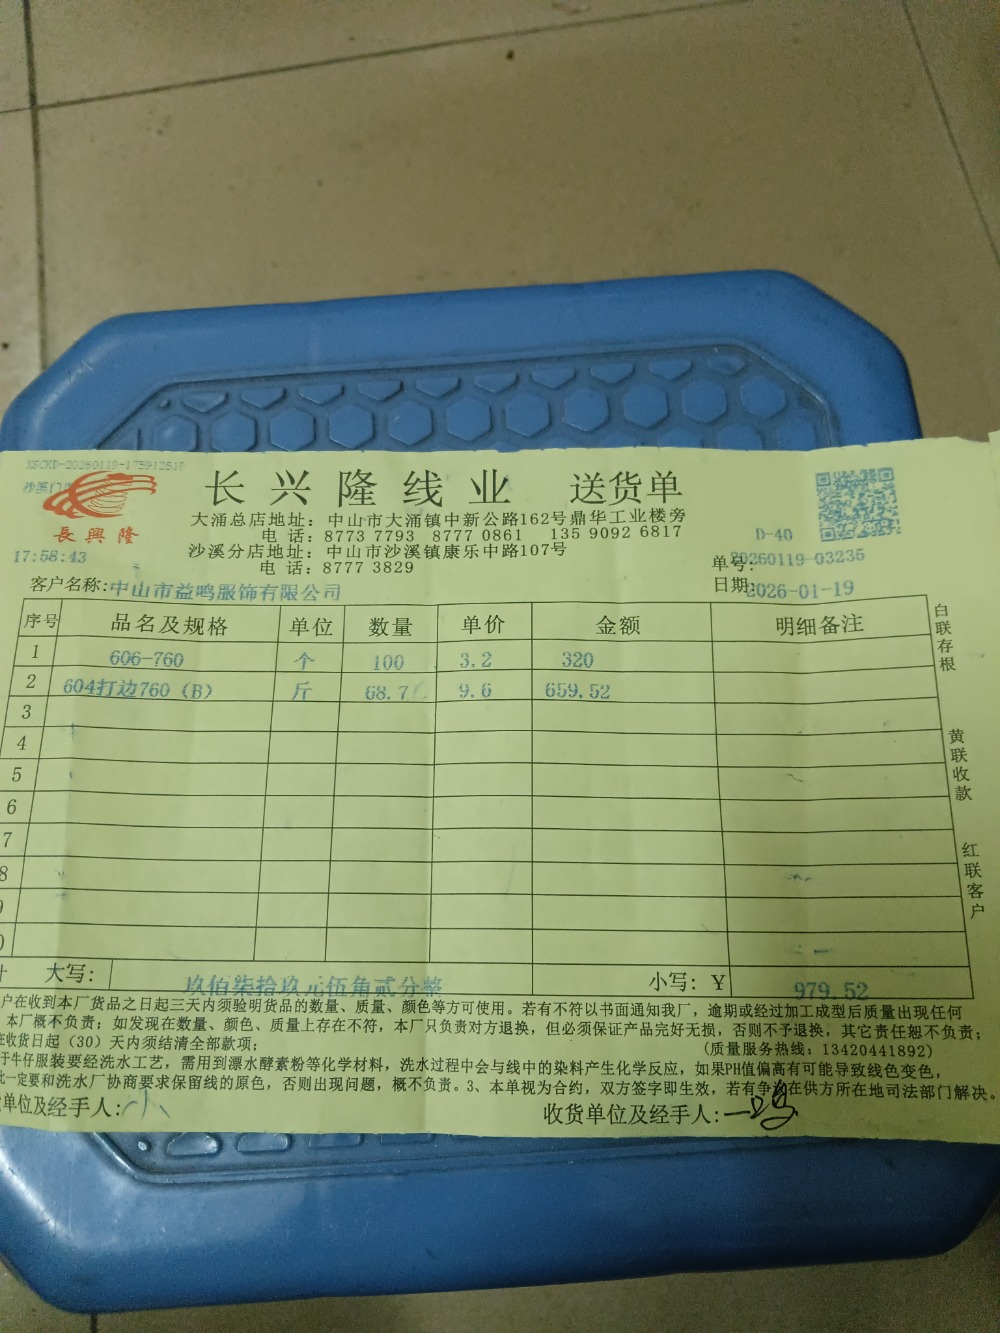 XSCKD-20260119-175912518
沙溪门
長興隆
17:58:43
长兴隆线业 送货单
大涌总店地址：中山市大涌镇中新公路162号鼎华工业楼旁
电 话：8773 7793 8777 0861 135 9092 6817
沙溪分店地址：中山市沙溪镇康乐中路107号
电 话：8777 3829
D-40
单号：20260119-03235
日期：2026-01-19
客户名称：中山市益鸣服饰有限公司
序号 品名及规格 单位 数量 单价 金额 明细备注
1 606-760 个 100 3.2 320
2 604打边760（B） 斤 68.7 9.6 659.52
3
4
5
6
7
8
大写： 玖佰柒拾玖元伍角贰分整 小写：￥ 979.52
户在收到本厂货品之日起三天内须验明货品的数量、质量、颜色等方可使用。若有不符以书面通知我厂，逾期或经过加工成型后质量出现任何
本厂概不负责；如发现在数量、颜色、质量上存在不符，本厂只负责对方退换，但必须保证产品完好无损，否则不予退换，其它责任恕不负责；
收货日起（30）天内须结清全部款项； (质量服务热线：13420441892)
于牛仔服装要经洗水工艺，需用到漂水酵素粉等化学材料，洗水过程中会与线中的染料产生化学反应，如果PH值偏高有可能导致线色变色，
一定要和洗水厂协商要求保留线的原色，否则出现问题，概不负责。3、本单视为合约，双方签字即生效，若有争 在供方所在地司法部门解决。
单位及经手人：小 收货单位及经手人：一鸣
白联存根
黄联收款
红联客户